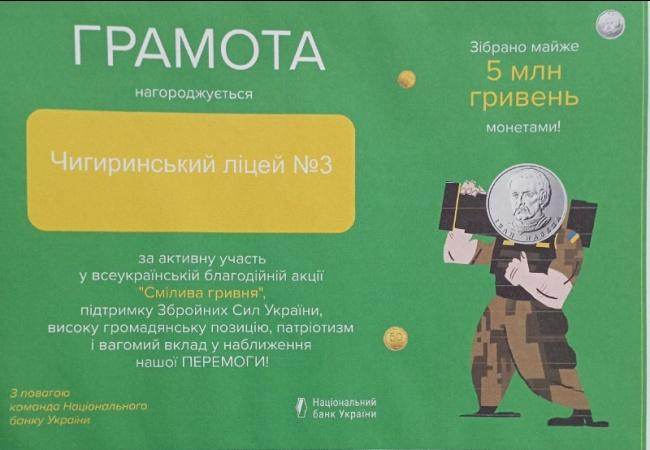 ГРАМОТА
нагороджується
Чигиринський ліцей №3
за активну участь
у всеукраїнській благодійній акції
"Смілива гривня",
підтримку Збройних Сил України,
високу громадянську позицію, патріотизм
і вагомий вклад у наближення
нашої ПЕРЕМОГИ!
З повагою
команда Національного
банку України
Національний
банк України
Зібрано майже
5 млн
гривень
монетами!
ІВАН МАЗЕПА
50